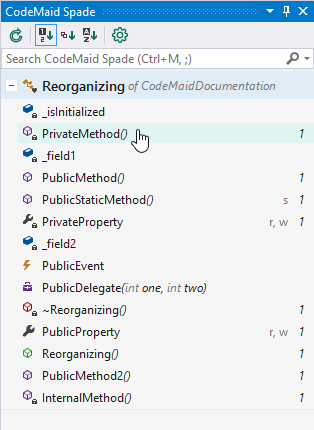 CodeMaid Spade
Search CodeMaid Spade (Ctrl+M, ;)
Reorganizing of CodeMaidDocumentation
_isInitialized
PrivateMethod() 1
_field1
PublicMethod() 1
PublicStaticMethod() s 1
PrivateProperty r, w 1
_field2
PublicEvent
PublicDelegate(int one, int two)
~Reorganizing() 1
PublicProperty r, w 1
Reorganizing() 1
PublicMethod2() 1
InternalMethod() 1